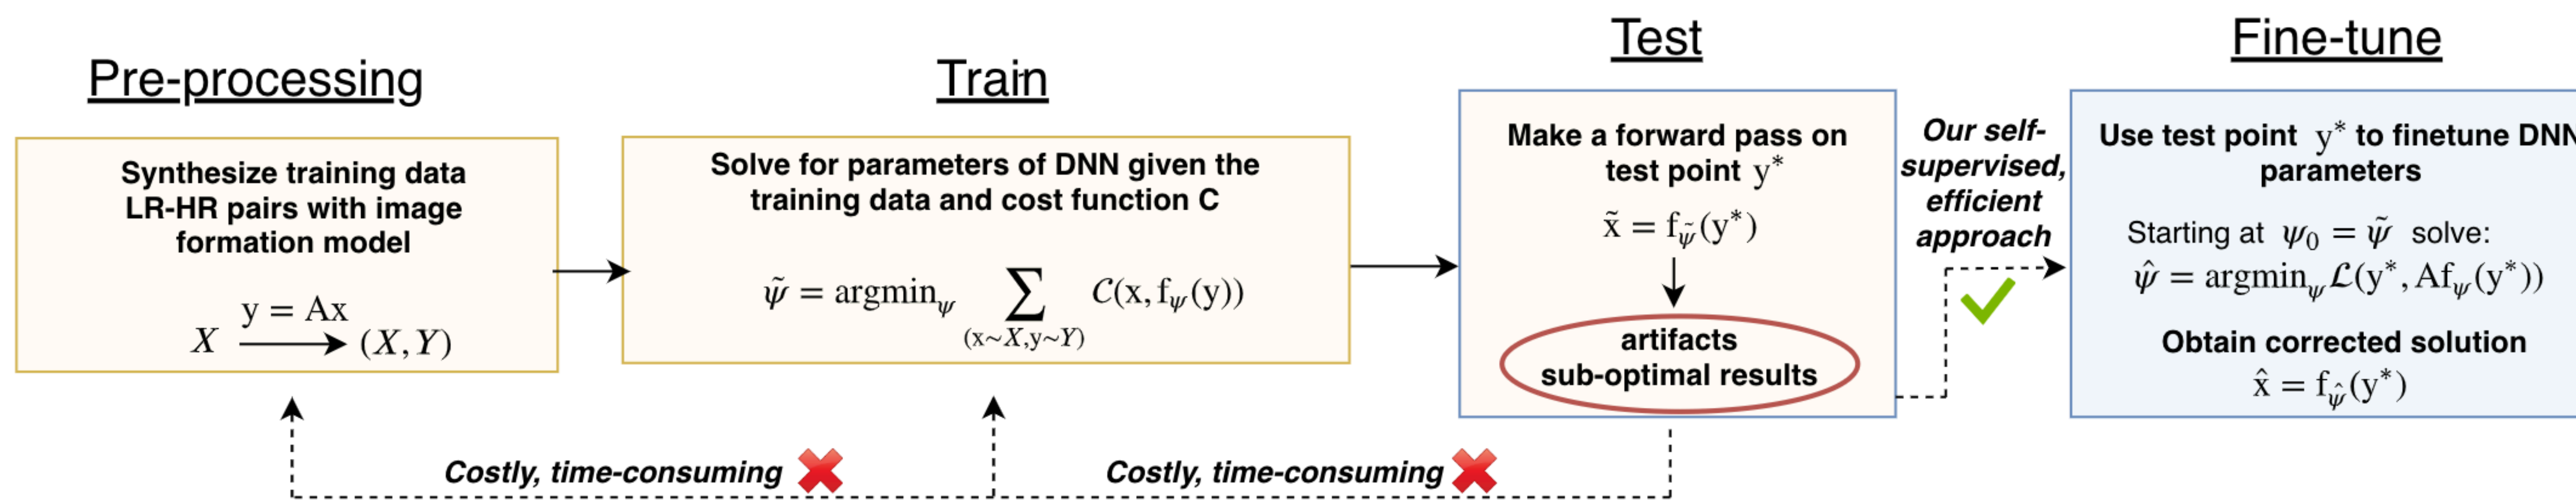 Pre-processing
Synthesize training data
LR-HR pairs with image
formation model
y = Ax
X ⟶ (X, Y)
Train
Solve for parameters of DNN given the
training data and cost function C
ψ̃ = argmin_ψ ∑_(x~X,y~Y) 𝒞(x, f_ψ(y))
Test
Make a forward pass on
test point y*
x̃ = f_ψ̃(y*)
artifacts
sub-optimal results
Costly, time-consuming
Costly, time-consuming
Our self-
supervised,
efficient
approach
Fine-tune
Use test point y* to finetune DNN
parameters
Starting at ψ₀ = ψ̃ solve:
ψ̂ = argmin_ψ ℒ(y*, Af_ψ(y*))
Obtain corrected solution
x̂ = f_ψ̂(y*)